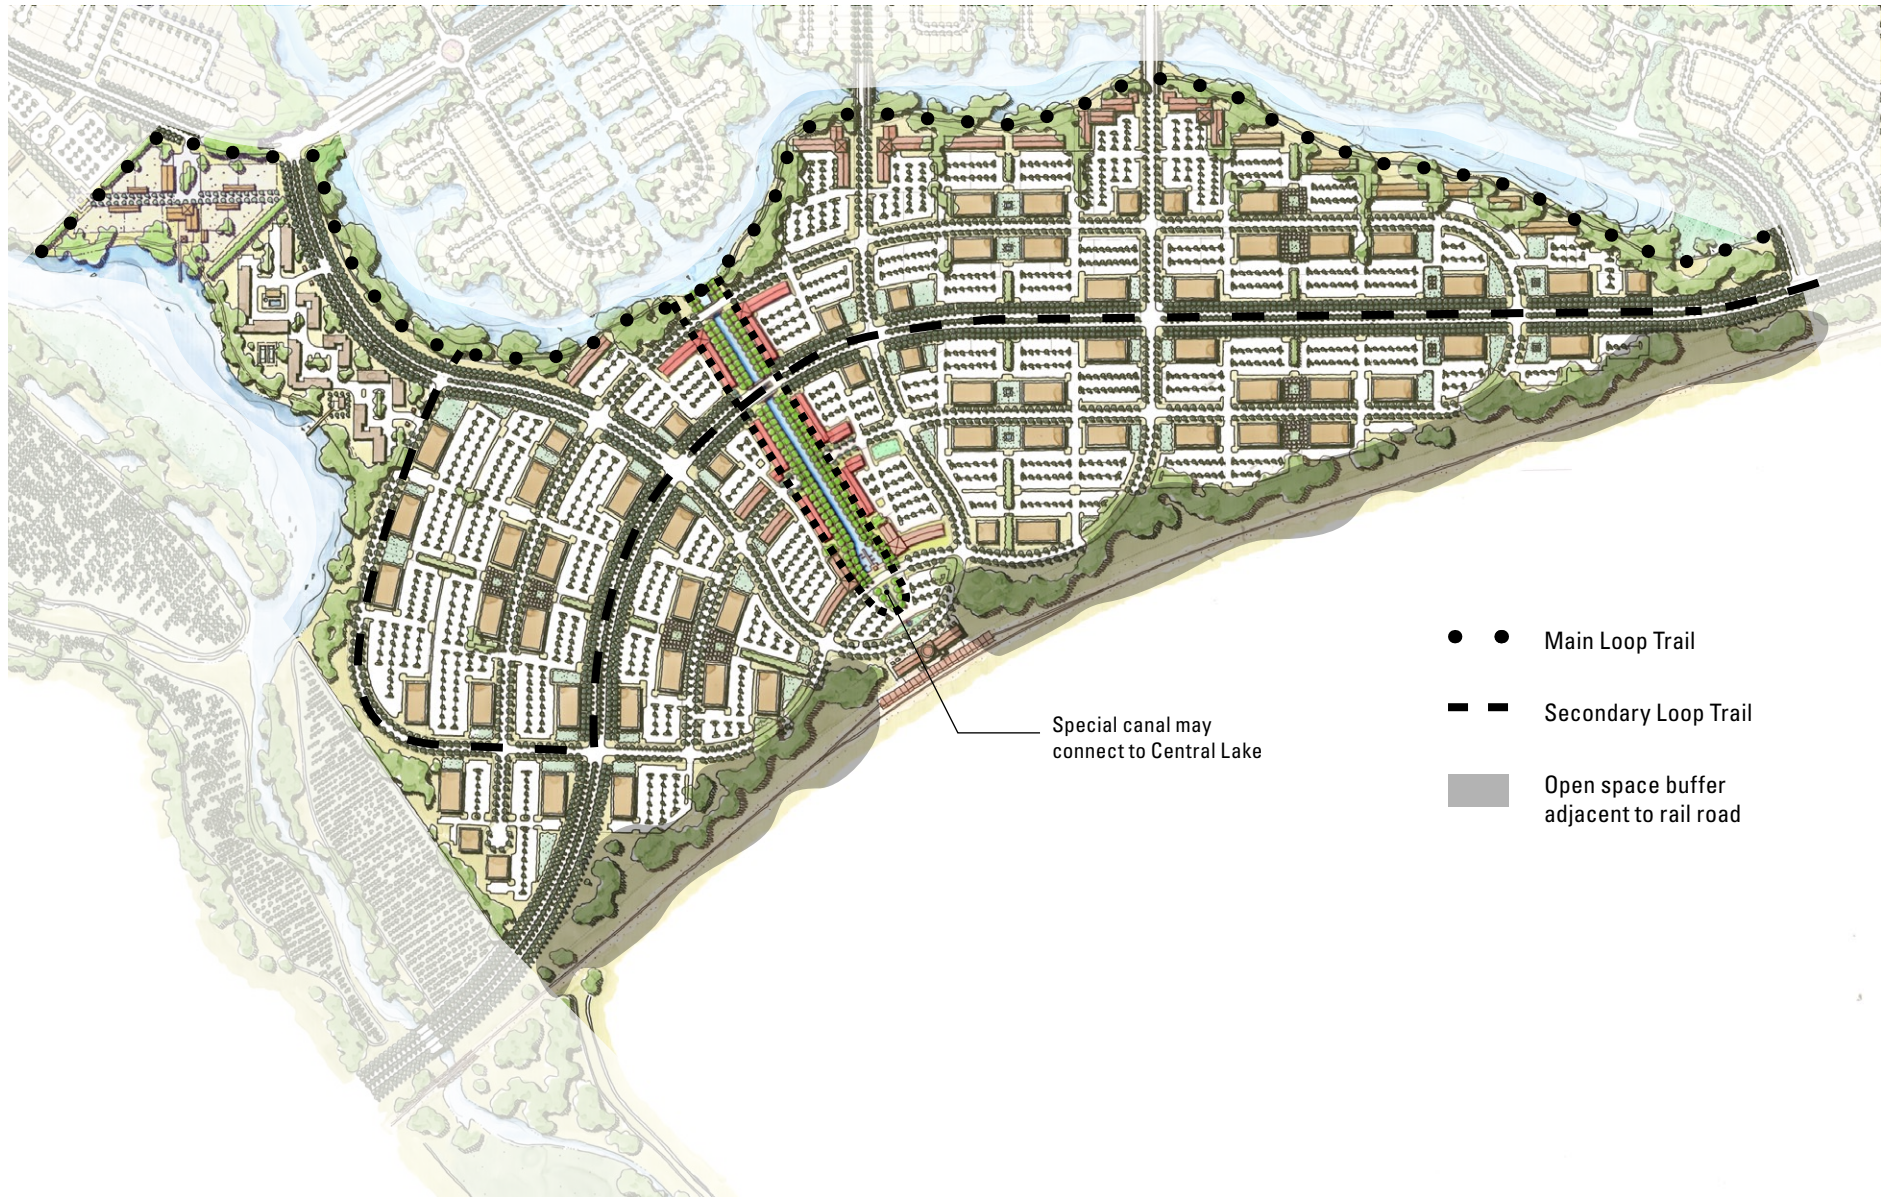 Main Loop Trail
Secondary Loop Trail
Special canal may
connect to Central Lake
Open space buffer
adjacent to rail road